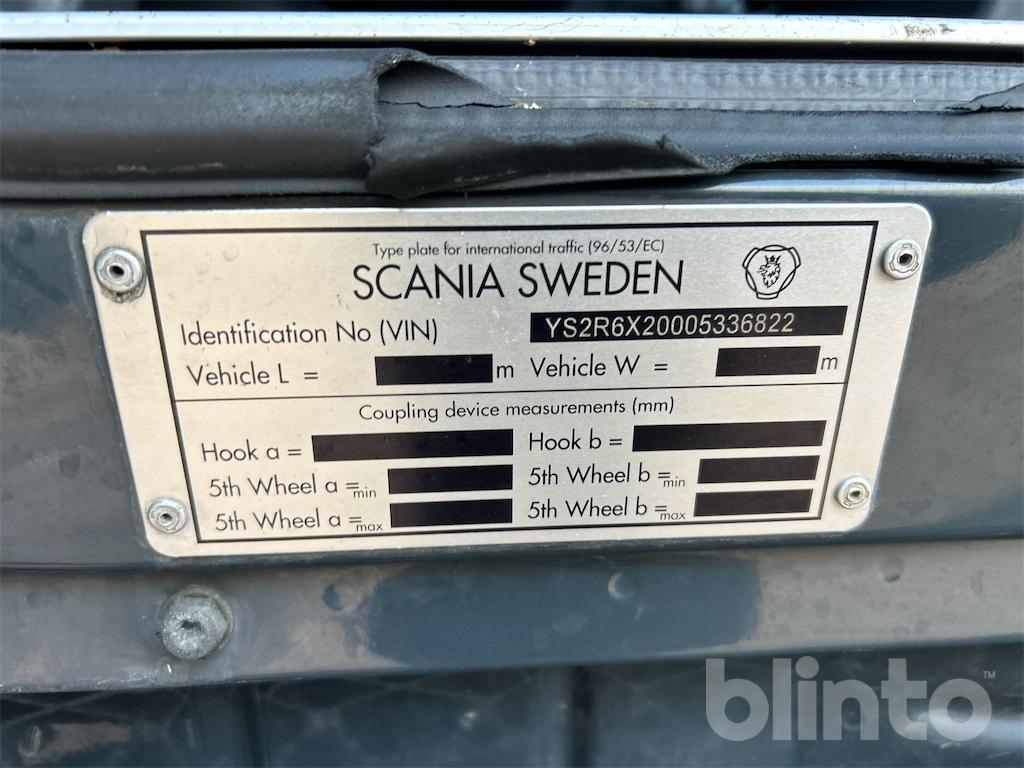 Type plate for international traffic (96/53/EC)
SCANIA SWEDEN
Identification No (VIN) YS2R6X20005336822
Vehicle L = m Vehicle W = m
Coupling device measurements (mm)
Hook a = Hook b =
5th Wheel a =min 5th Wheel b =min
5th Wheel a =max 5th Wheel b =max
blinto™